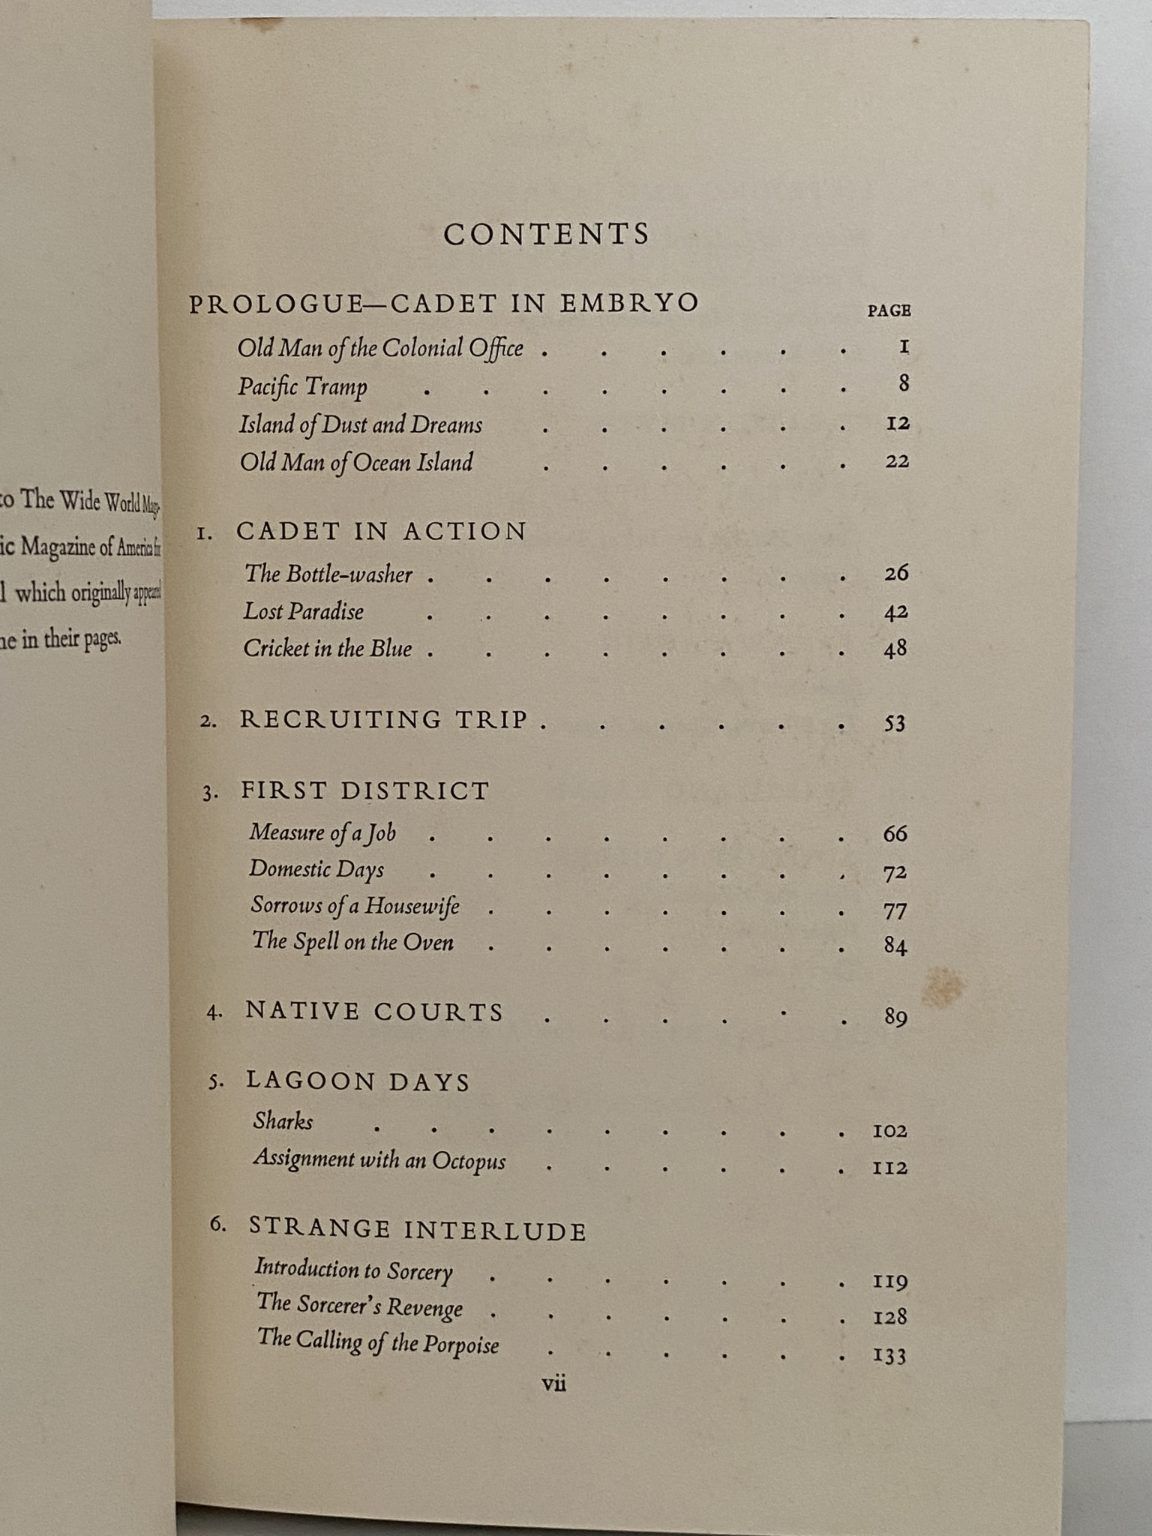 to The Wide World Mag-
ic Magazine of America for
l which originally appeared
ne in their pages.
CONTENTS
PROLOGUE—CADET IN EMBRYO PAGE
Old Man of the Colonial Office . . . . . . 1
Pacific Tramp . . . . . . . . 8
Island of Dust and Dreams . . . . . . 12
Old Man of Ocean Island . . . . . . 22
1. CADET IN ACTION
The Bottle-washer . . . . . . . . 26
Lost Paradise . . . . . . . . 42
Cricket in the Blue . . . . . . . . 48
2. RECRUITING TRIP . . . . . . 53
3. FIRST DISTRICT
Measure of a Job . . . . . . . . 66
Domestic Days . . . . . . . . 72
Sorrows of a Housewife . . . . . . . 77
The Spell on the Oven . . . . . . . 84
4. NATIVE COURTS . . . . . . 89
5. LAGOON DAYS
Sharks . . . . . . . . . 102
Assignment with an Octopus . . . . . . 112
6. STRANGE INTERLUDE
Introduction to Sorcery . . . . . . . 119
The Sorcerer's Revenge . . . . . . . 128
The Calling of the Porpoise . . . . . . 133
vii